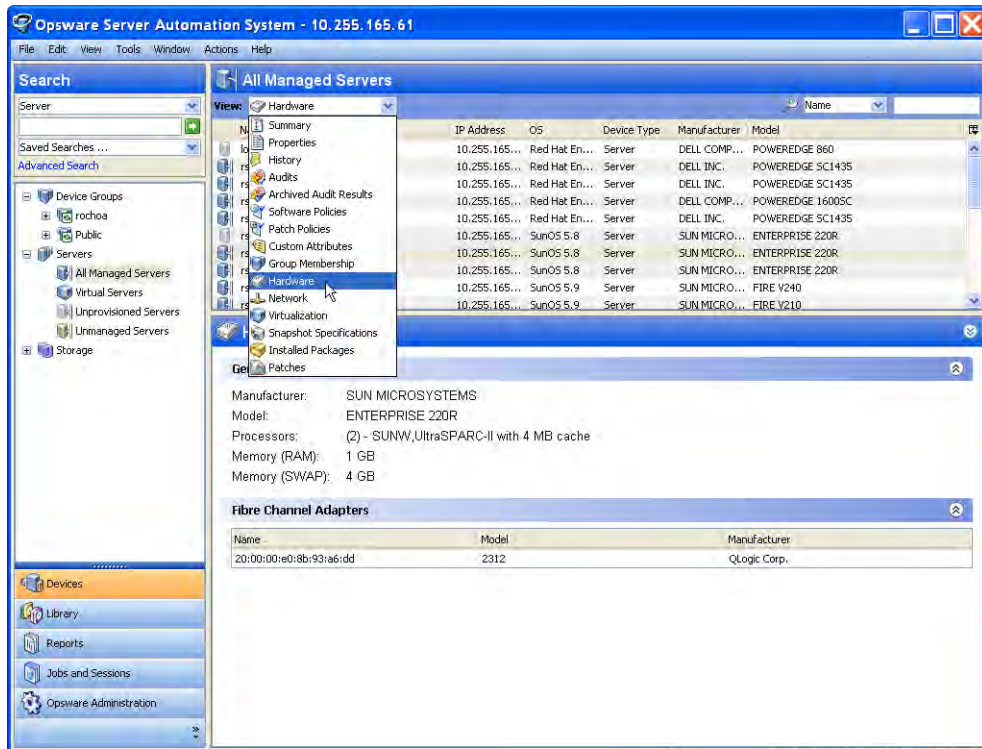 Opsware Server Automation System - 10.255.165.61
File Edit View Tools Window Actions Help
Search
Server
Saved Searches ...
Advanced Search
Device Groups
rochoa
Public
Servers
All Managed Servers
Virtual Servers
Unprovisioned Servers
Unmanaged Servers
Storage
Devices
Library
Reports
Jobs and Sessions
Opsware Administration
All Managed Servers
View: Hardware
Name
Summary
Properties
History
Audits
Archived Audit Results
Software Policies
Patch Policies
Custom Attributes
Group Membership
Hardware
Network
Virtualization
Snapshot Specifications
Installed Packages
Patches
IP Address OS Device Type Manufacturer Model
10.255.165... Red Hat En... Server DELL COMP... POWEREDGE 860
10.255.165... Red Hat En... Server DELL INC. POWEREDGE SC1435
10.255.165... Red Hat En... Server DELL INC. POWEREDGE SC1435
10.255.165... Red Hat En... Server DELL COMP... POWEREDGE 1600SC
10.255.165... Red Hat En... Server DELL INC. POWEREDGE SC1435
10.255.165... SunOS 5.8 Server SUN MICRO... ENTERPRISE 220R
10.255.165... SunOS 5.8 Server SUN MICRO... ENTERPRISE 220R
10.255.165... SunOS 5.8 Server SUN MICRO... ENTERPRISE 220R
10.255.165... SunOS 5.9 Server SUN MICRO... FIRE V240
10.255.165... SunOS 5.9 Server SUN MICRO... FIRE V210
Manufacturer: SUN MICROSYSTEMS
Model: ENTERPRISE 220R
Processors: (2) - SUNW,UltraSPARC-II with 4 MB cache
Memory (RAM): 1 GB
Memory (SWAP): 4 GB
Fibre Channel Adapters
Name Model Manufacturer
20:00:00:e0:8b:93:a6:dd 2312 QLogic Corp.